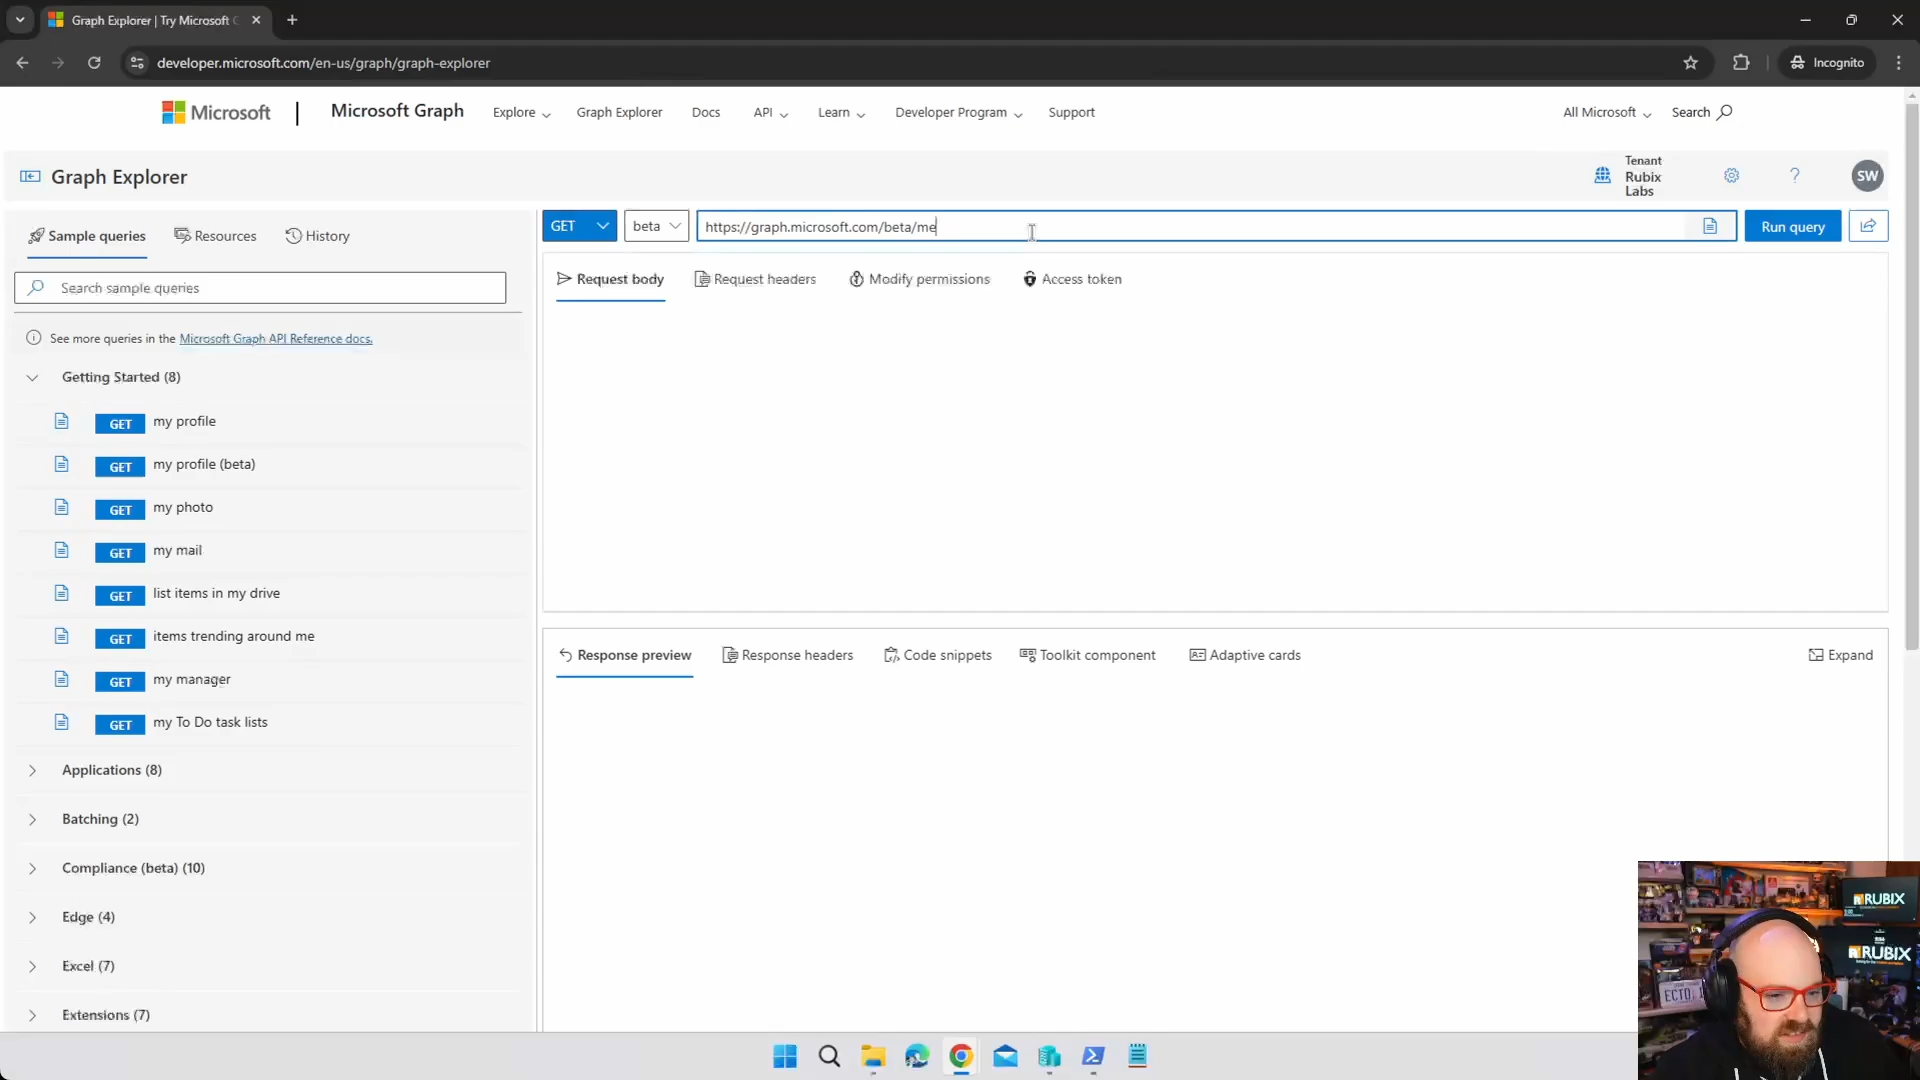 Graph Explorer | Try Microsoft G
developer.microsoft.com/en-us/graph/graph-explorer
Incognito
Microsoft
Microsoft Graph
Explore
Graph Explorer
Docs
API
Learn
Developer Program
Support
All Microsoft
Search
Graph Explorer
Tenant
Rubix
Labs
?
SW
Sample queries
Resources
History
GET
beta
https://graph.microsoft.com/beta/me
Run query
Search sample queries
Request body
Request headers
Modify permissions
Access token
See more queries in the Microsoft Graph API Reference docs.
Getting Started (8)
GET my profile
GET my profile (beta)
GET my photo
GET my mail
GET list items in my drive
GET items trending around me
GET my manager
GET my To Do task lists
Applications (8)
Batching (2)
Compliance (beta) (10)
Edge (4)
Excel (7)
Extensions (7)
Response preview
Response headers
Code snippets
Toolkit component
Adaptive cards
Expand
RUBIX
RUBIX